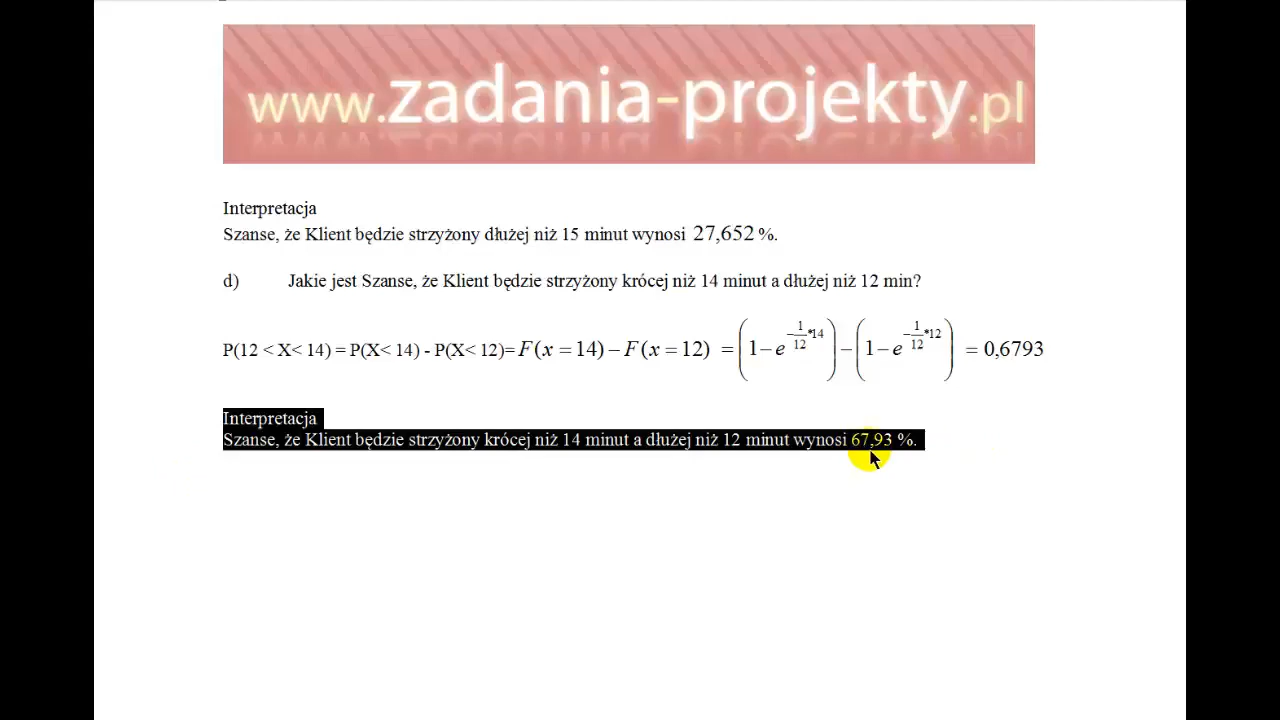 www.zadania-projekty.pl
Interpretacja
Szanse, że Klient będzie strzyżony dłużej niż 15 minut wynosi 27,652 %.
d) Jakie jest Szanse, że Klient będzie strzyżony krócej niż 14 minut a dłużej niż 12 min?
P(12 < X< 14) = P(X< 14) - P(X< 12)= F(x = 14) − F(x = 12) = (1 − e^{−\frac{1}{12}*14}) − (1 − e^{−\frac{1}{12}*12}) = 0,6793
Interpretacja
Szanse, że Klient będzie strzyżony krócej niż 14 minut a dłużej niż 12 minut wynosi 67,93 %.